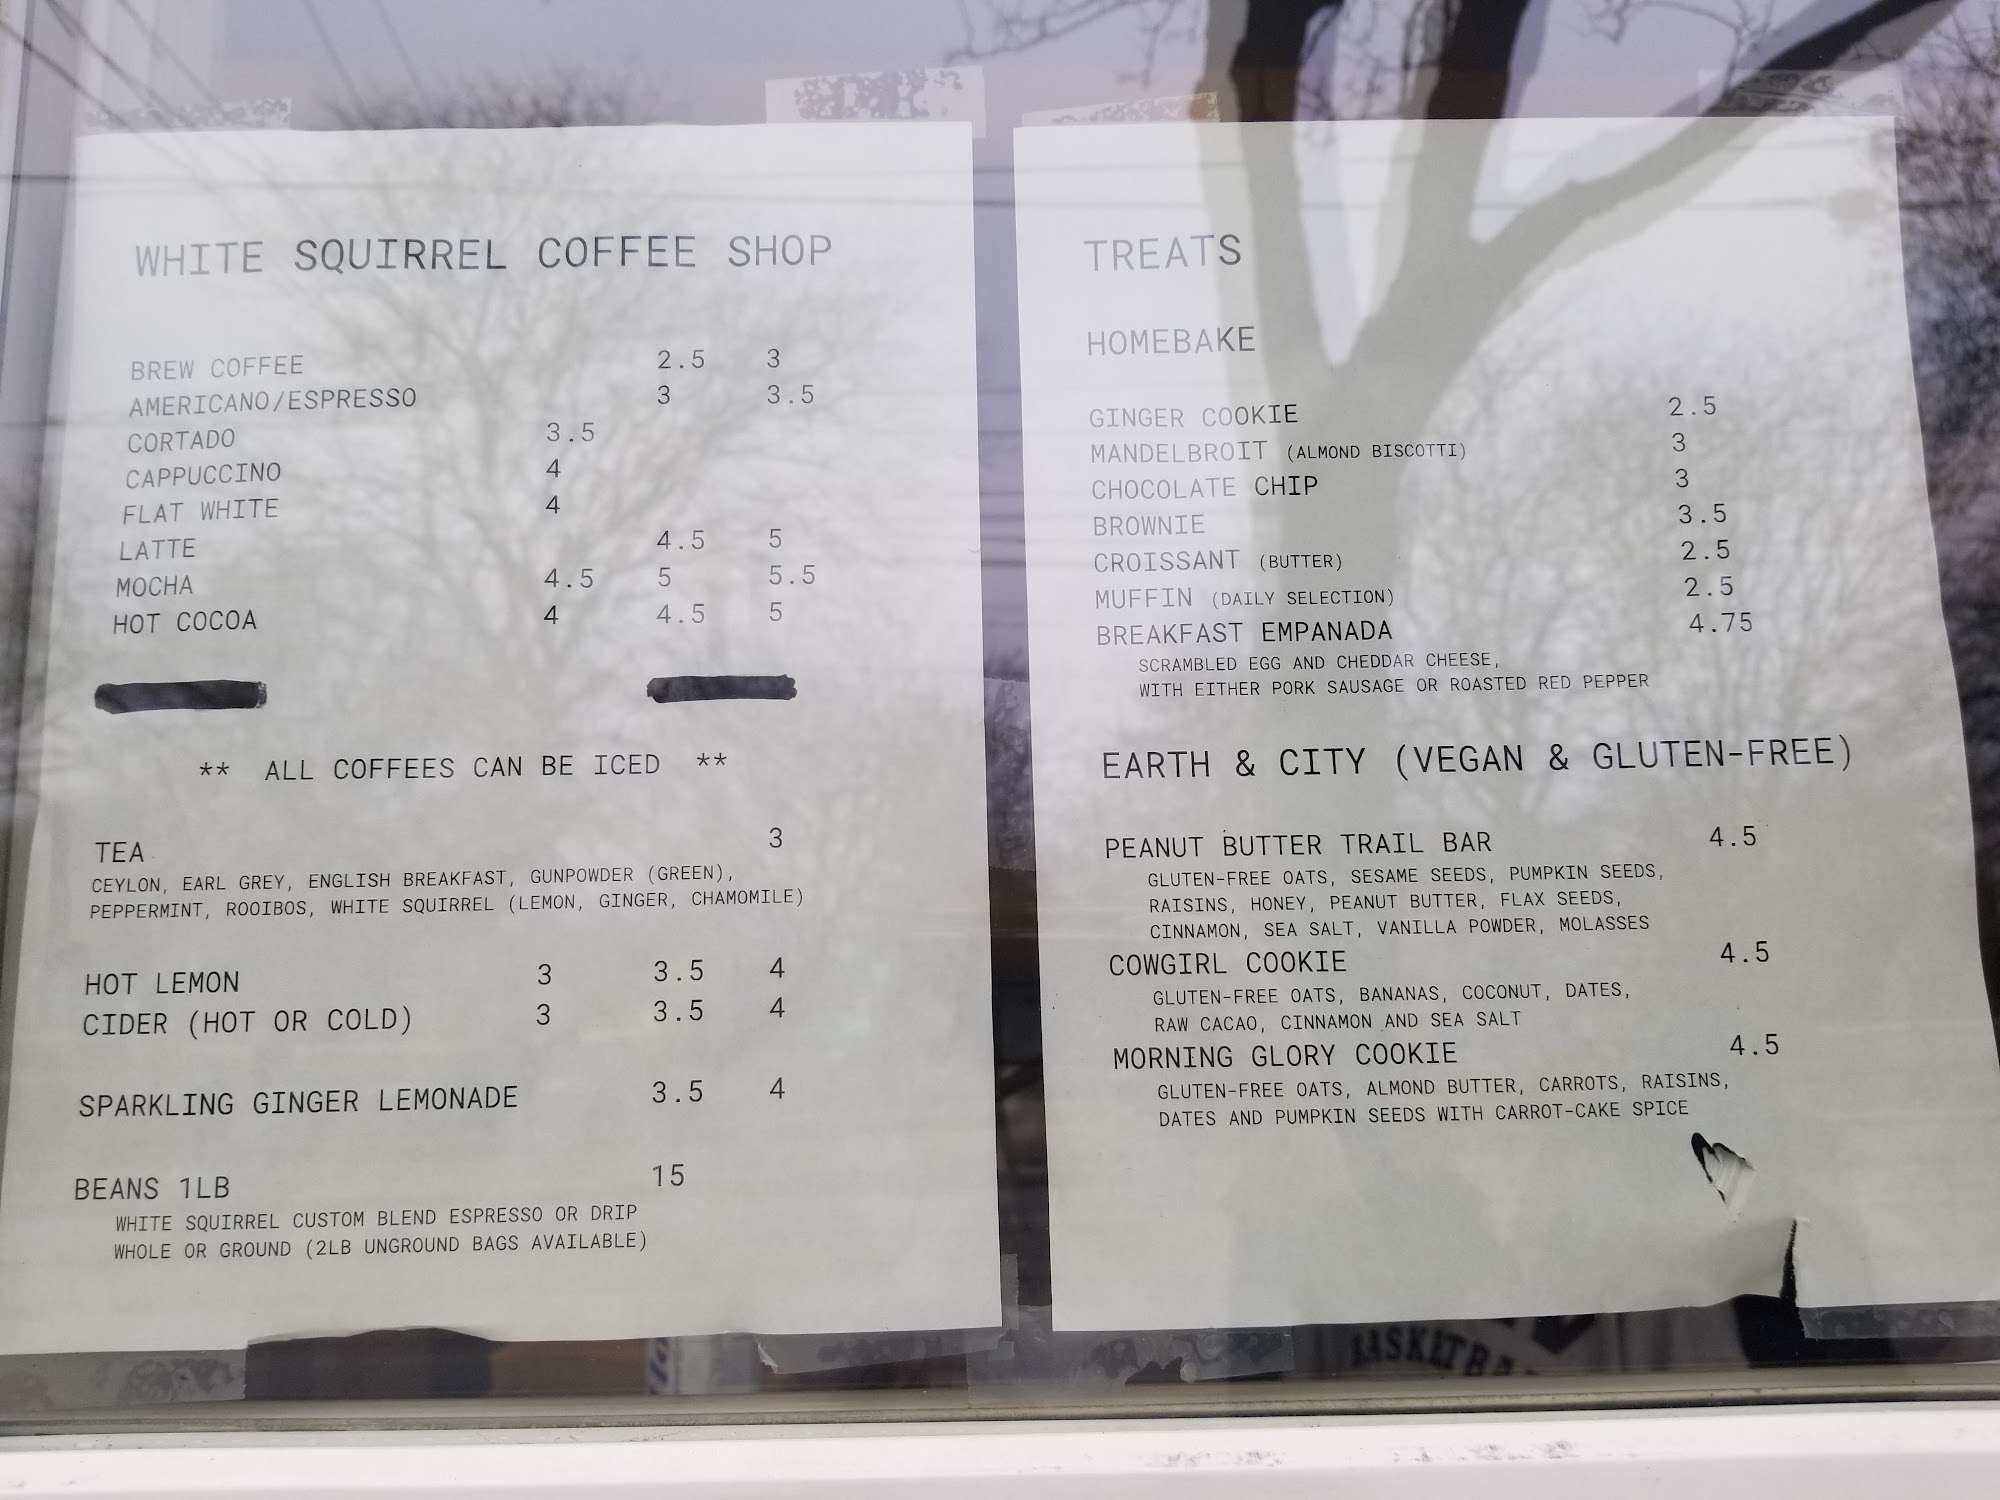 WHITE SQUIRREL COFFEE SHOP
BREW COFFEE 2.5 3
AMERICANO/ESPRESSO 3 3.5
CORTADO 3.5
CAPPUCCINO 4
FLAT WHITE 4
LATTE 4.5 5
MOCHA 4.5 5 5.5
HOT COCOA 4 4.5 5
** ALL COFFEES CAN BE ICED **
TEA 3
CEYLON, EARL GREY, ENGLISH BREAKFAST, GUNPOWDER (GREEN),
PEPPERMINT, ROOIBOS, WHITE SQUIRREL (LEMON, GINGER, CHAMOMILE)
HOT LEMON 3 3.5 4
CIDER (HOT OR COLD) 3 3.5 4
SPARKLING GINGER LEMONADE 3.5 4
BEANS 1LB 15
WHITE SQUIRREL CUSTOM BLEND ESPRESSO OR DRIP
WHOLE OR GROUND (2LB UNGROUND BAGS AVAILABLE)
TREATS
HOMEBAKE
GINGER COOKIE 2.5
MANDELBROIT (ALMOND BISCOTTI) 3
CHOCOLATE CHIP 3
BROWNIE 3.5
CROISSANT (BUTTER) 2.5
MUFFIN (DAILY SELECTION) 2.5
BREAKFAST EMPANADA 4.75
SCRAMBLED EGG AND CHEDDAR CHEESE,
WITH EITHER PORK SAUSAGE OR ROASTED RED PEPPER
EARTH & CITY (VEGAN & GLUTEN-FREE)
PEANUT BUTTER TRAIL BAR 4.5
GLUTEN-FREE OATS, SESAME SEEDS, PUMPKIN SEEDS,
RAISINS, HONEY, PEANUT BUTTER, FLAX SEEDS,
CINNAMON, SEA SALT, VANILLA POWDER, MOLASSES
COWGIRL COOKIE 4.5
GLUTEN-FREE OATS, BANANAS, COCONUT, DATES,
RAW CACAO, CINNAMON AND SEA SALT
MORNING GLORY COOKIE 4.5
GLUTEN-FREE OATS, ALMOND BUTTER, CARROTS, RAISINS,
DATES AND PUMPKIN SEEDS WITH CARROT-CAKE SPICE